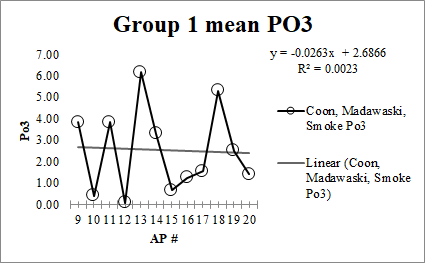 Group 1 mean PO3
y = -0.0263x + 2.6866
R² = 0.0023
7.00
6.00
5.00
4.00
3.00
2.00
1.00
0.00
Po3
9 10 11 12 13 14 15 16 17 18 19 20
AP #
Coon, Madawaski,
Smoke Po3
Linear (Coon,
Madawaski, Smoke
Po3)